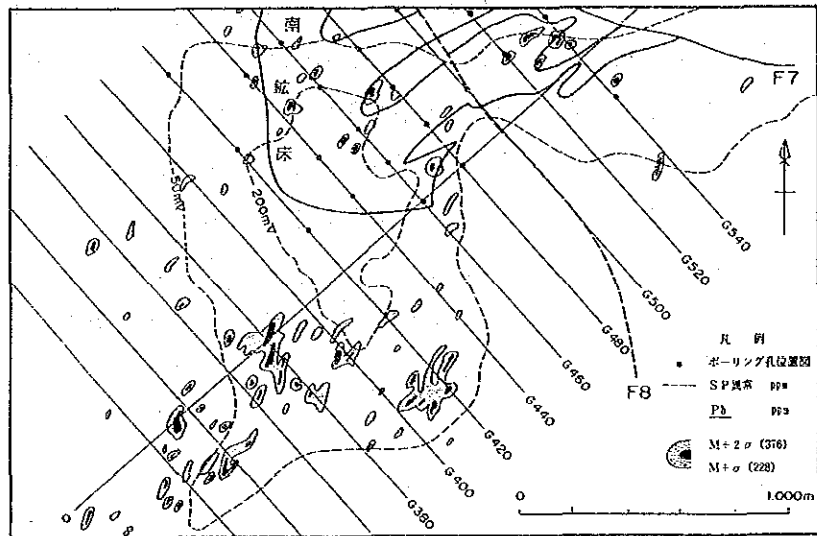 南
鉱
床
50mV
200mV
F7
F8
G540
G520
G500
G480
G460
G440
G420
G400
G380
凡 例
ボーリング孔位置図
SP異常 ppm
Pb ppm
M+2σ (376)
M+σ (228)
0 1,000m